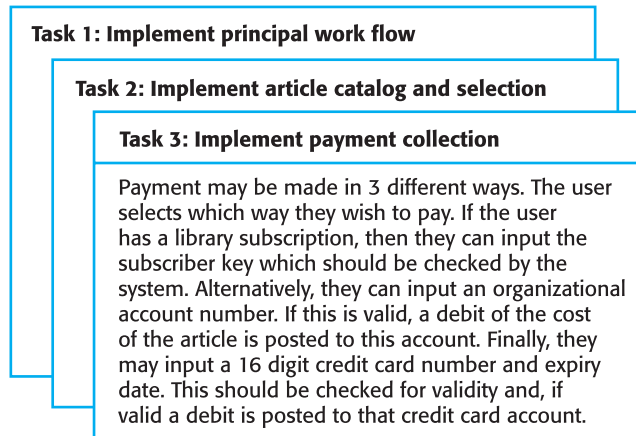 Task 1: Implement principal work flow
Task 2: Implement article catalog and selection
Task 3: Implement payment collection
Payment may be made in 3 different ways. The user
selects which way they wish to pay. If the user
has a library subscription, then they can input the
subscriber key which should be checked by the
system. Alternatively, they can input an organizational
account number. If this is valid, a debit of the cost
of the article is posted to this account. Finally, they
may input a 16 digit credit card number and expiry
date. This should be checked for validity and, if
valid a debit is posted to that credit card account.